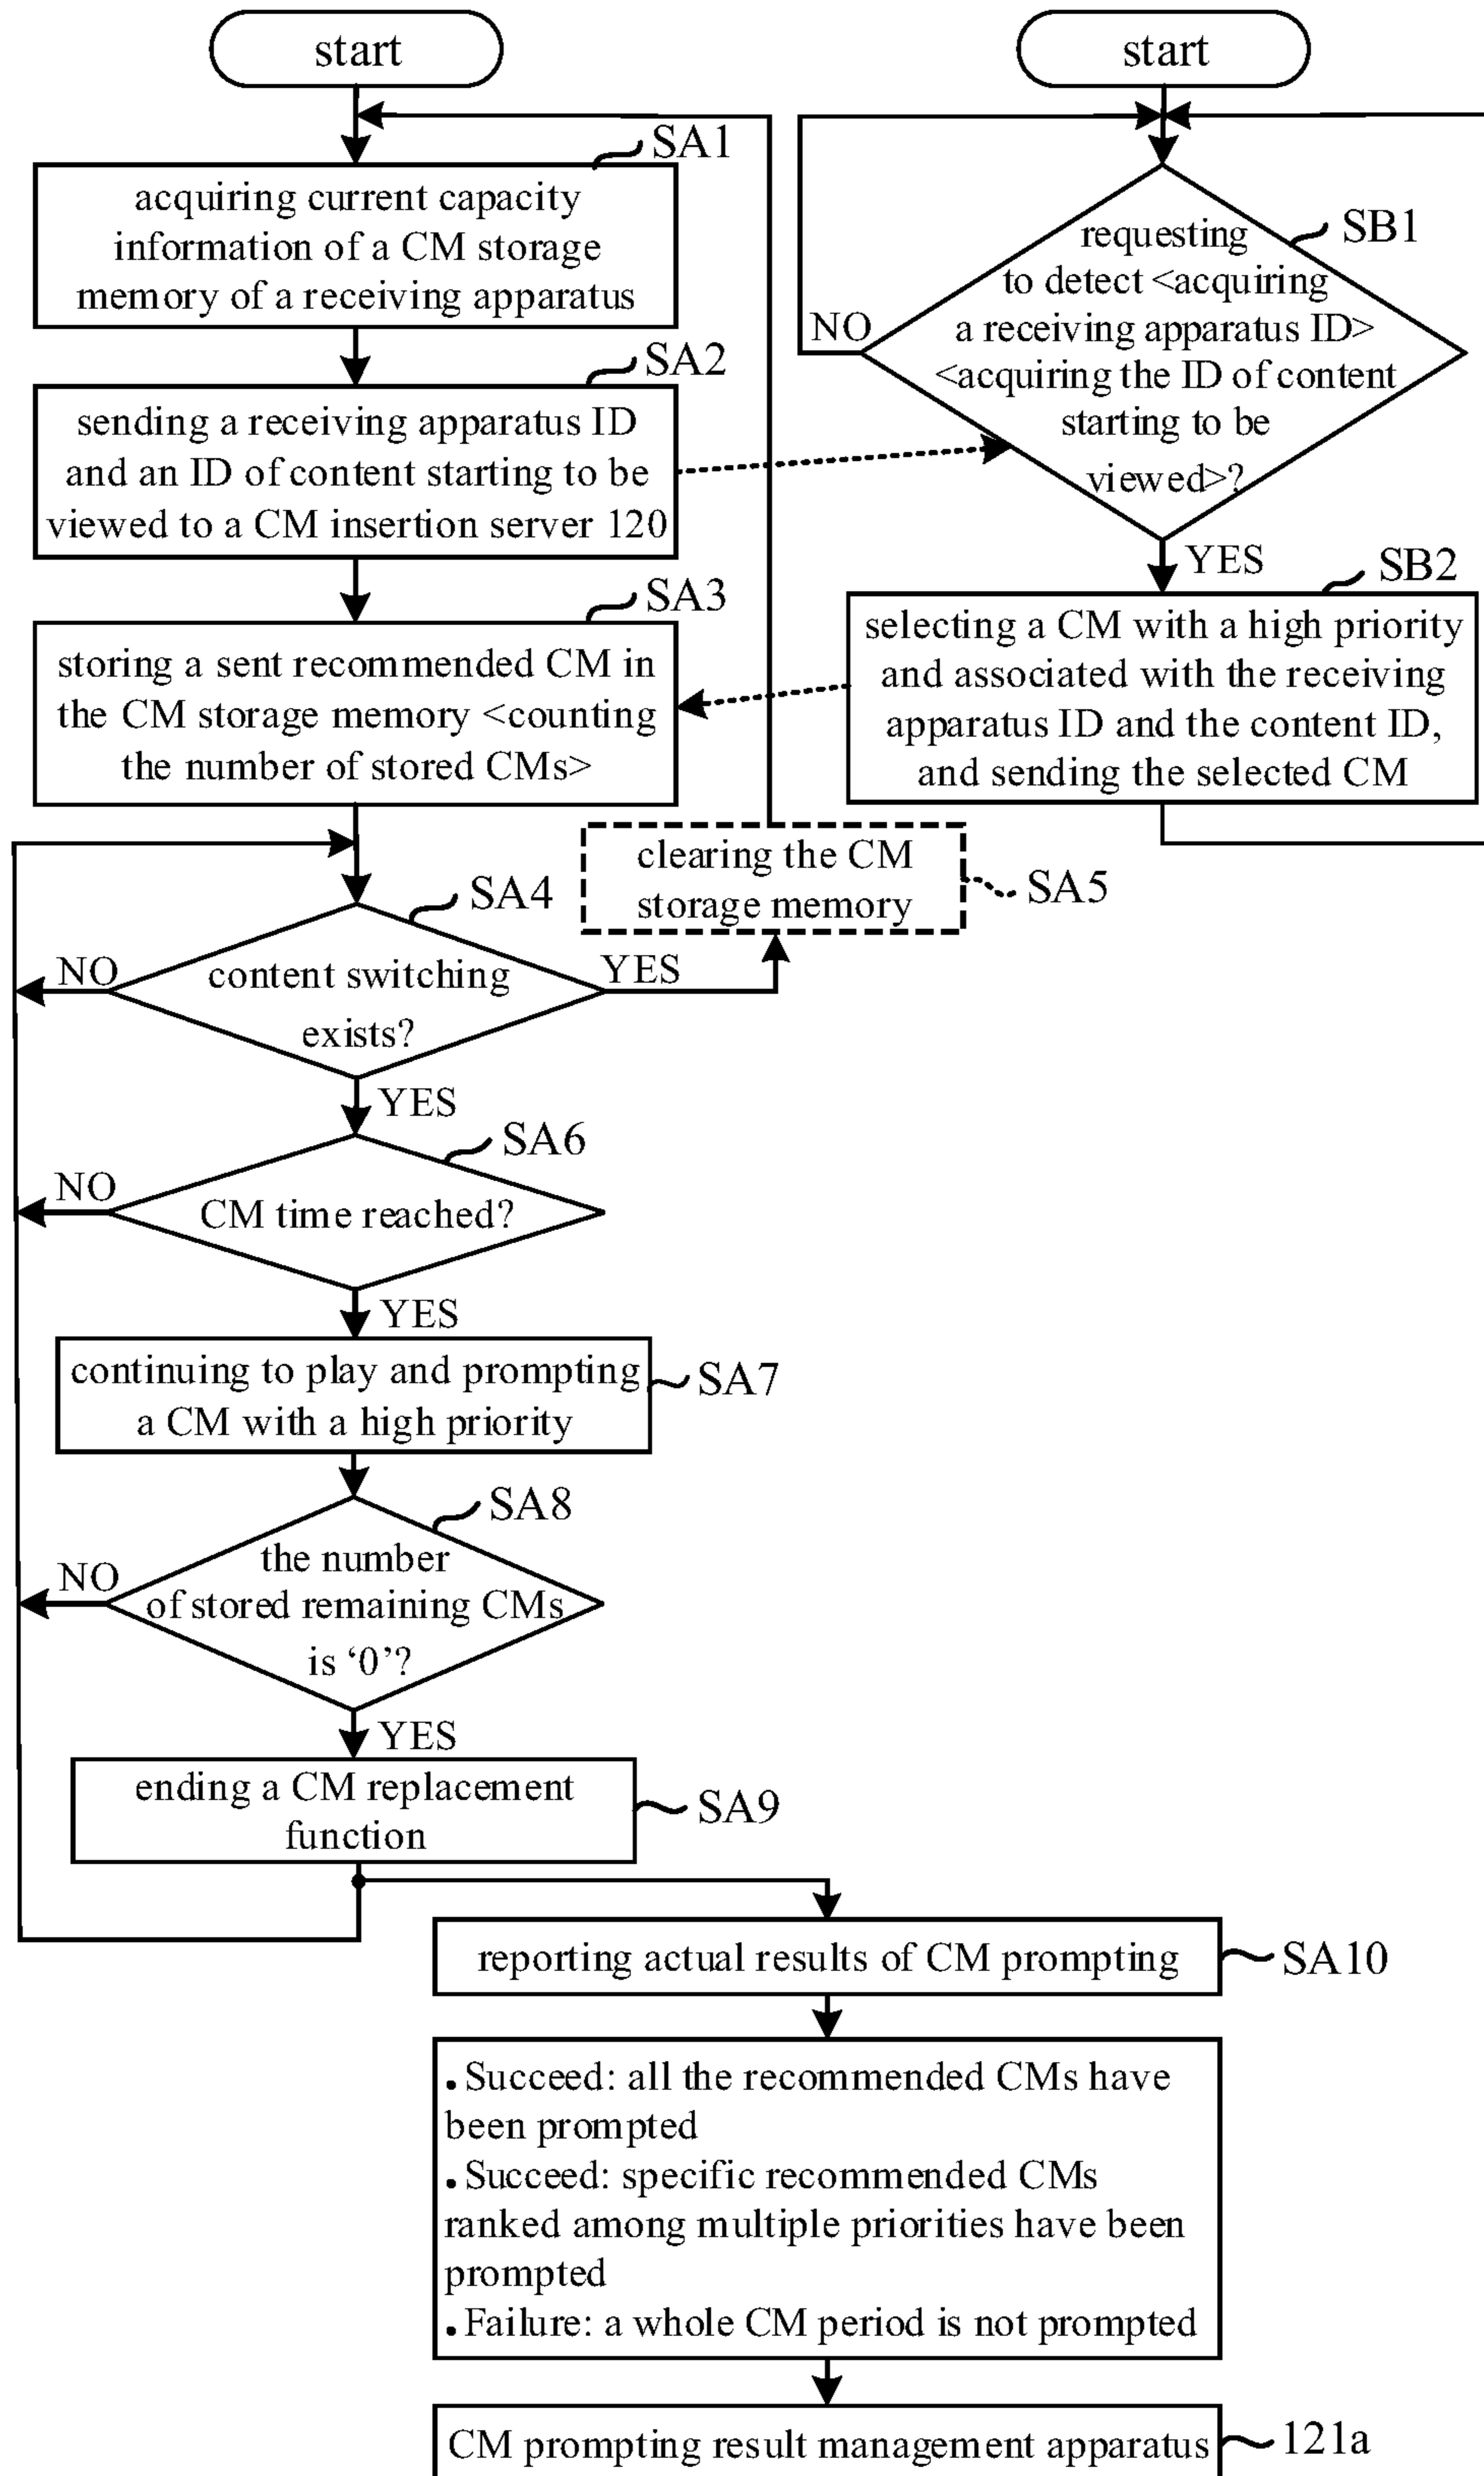 start
SA1
acquiring current capacity
information of a CM storage
memory of a receiving apparatus
SA2
sending a receiving apparatus ID
and an ID of content starting to be
viewed to a CM insertion server 120
SA3
storing a sent recommended CM in
the CM storage memory <counting
the number of stored CMs>
start
SB1
requesting
to detect <acquiring
a receiving apparatus ID>
<acquiring the ID of content
starting to be
viewed>?
NO
YES
SB2
selecting a CM with a high priority
and associated with the receiving
apparatus ID and the content ID,
and sending the selected CM
clearing the CM
storage memory
SA5
SA4
NO
content switching
exists?
YES
YES
SA6
NO
CM time reached?
YES
continuing to play and prompting
a CM with a high priority
SA7
SA8
NO
the number
of stored remaining CMs
is ‘0’?
YES
ending a CM replacement
function
SA9
reporting actual results of CM prompting
SA10
. Succeed: all the recommended CMs have
been prompted
. Succeed: specific recommended CMs
ranked among multiple priorities have been
prompted
. Failure: a whole CM period is not prompted
CM prompting result management apparatus
121a